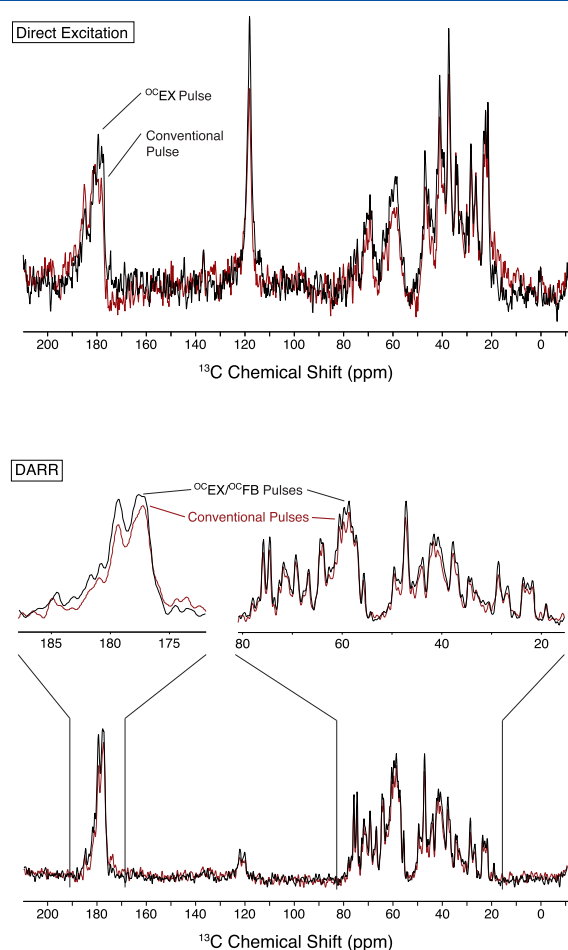 Direct Excitation
OCEX Pulse
Conventional
Pulse
200 180 160 140 120 100 80 60 40 20 0
13C Chemical Shift (ppm)
DARR
OCEX/OCFB Pulses
Conventional Pulses
185 180 175 80 60 40 20
200 180 160 140 120 100 80 60 40 20 0
13C Chemical Shift (ppm)